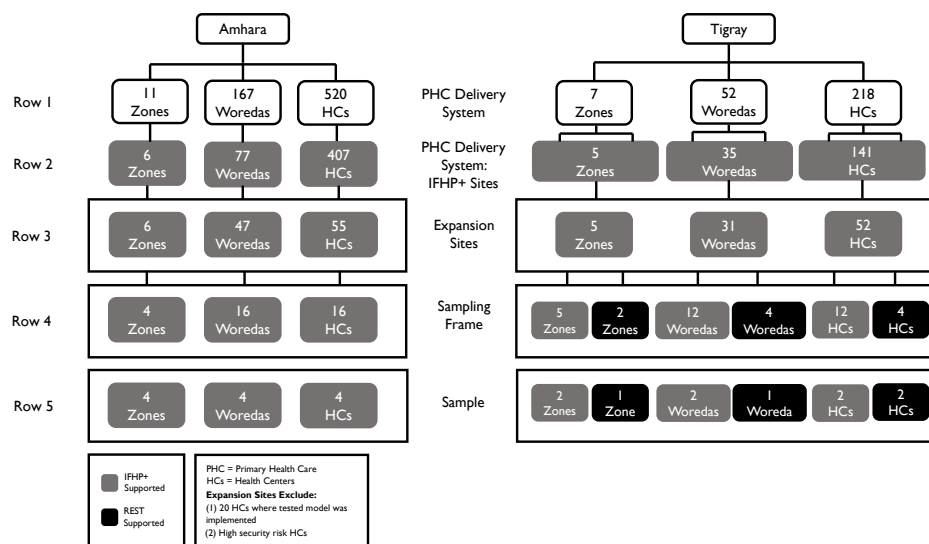 Amhara
Tigray
Row 1
11
Zones
167
Woredas
520
HCs
PHC Delivery
System
7
Zones
52
Woredas
218
HCs
Row 2
6
Zones
77
Woredas
407
HCs
PHC Delivery
System:
IFHP+ Sites
5
Zones
35
Woredas
141
HCs
Row 3
6
Zones
47
Woredas
55
HCs
Expansion
Sites
5
Zones
31
Woredas
52
HCs
Row 4
4
Zones
16
Woredas
16
HCs
Sampling
Frame
5
Zones
2
Zones
12
Woredas
4
Woredas
12
HCs
4
HCs
Row 5
4
Zones
4
Woredas
4
HCs
Sample
2
Zones
1
Zone
2
Woredas
1
Woreda
2
HCs
2
HCs
IFHP+
Supported
REST
Supported
PHC = Primary Health Care
HCs = Health Centers
Expansion Sites Exclude:
(1) 20 HCs where tested model was
implemented
(2) High security risk HCs